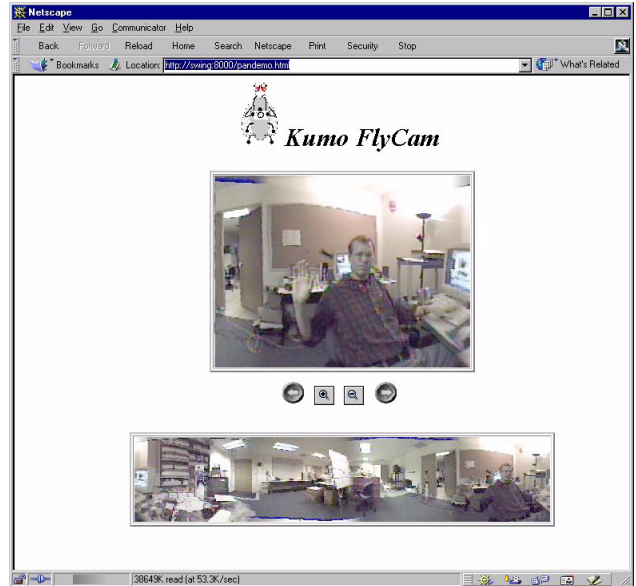 Netscape
File Edit View Go Communicator Help
Back Forward Reload Home Search Netscape Print Security Stop
Bookmarks Location: http://swing:8000/pandemo.html What's Related
Kumo FlyCam
38649K read (at 53.3K/sec)